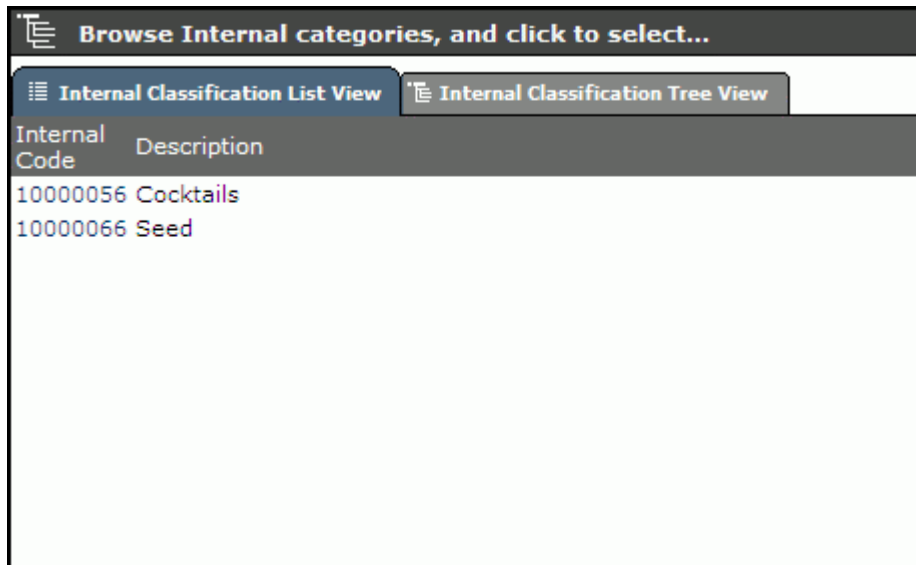 Browse Internal categories, and click to select...
Internal Classification List View Internal Classification Tree View
Internal
Code Description
10000056 Cocktails
10000066 Seed